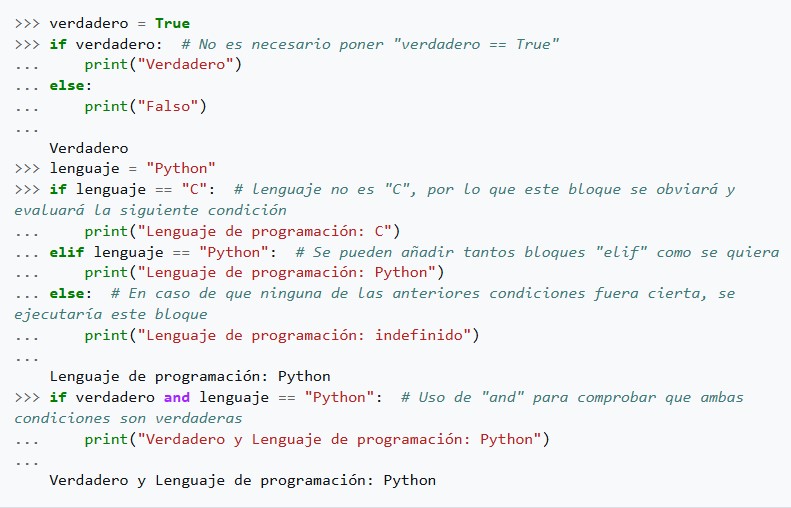 >>> verdadero = True
>>> if verdadero:  # No es necesario poner "verdadero == True"
...     print("Verdadero")
... else:
...     print("Falso")
...
    Verdadero
>>> lenguaje = "Python"
>>> if lenguaje == "C":  # lenguaje no es "C", por lo que este bloque se obviará y
evaluará la siguiente condición
...     print("Lenguaje de programación: C")
... elif lenguaje == "Python":  # Se pueden añadir tantos bloques "elif" como se quiera
...     print("Lenguaje de programación: Python")
... else:  # En caso de que ninguna de las anteriores condiciones fuera cierta, se
ejecutaría este bloque
...     print("Lenguaje de programación: indefinido")
...
    Lenguaje de programación: Python
>>> if verdadero and lenguaje == "Python":  # Uso de "and" para comprobar que ambas
condiciones son verdaderas
...     print("Verdadero y Lenguaje de programación: Python")
...
    Verdadero y Lenguaje de programación: Python